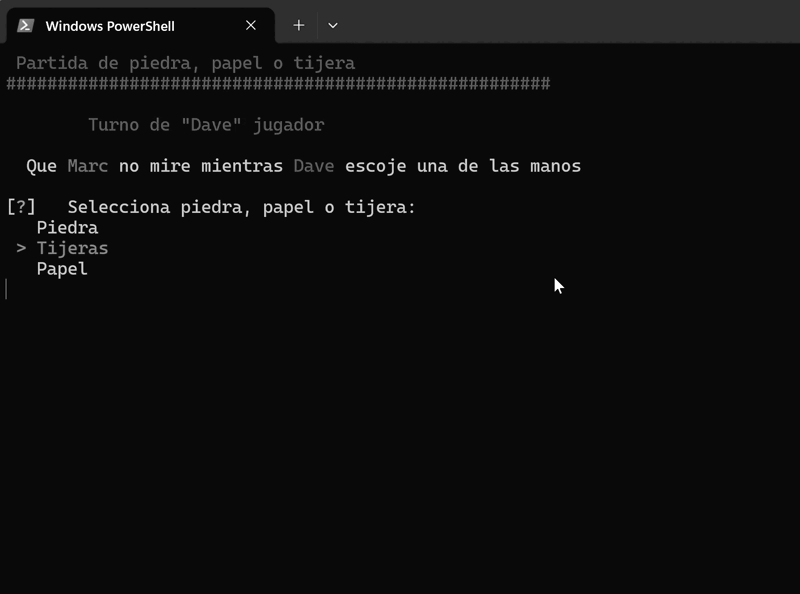 Windows PowerShell
Partida de piedra, papel o tijera
#####################################################
Turno de "Dave" jugador
Que Marc no mire mientras Dave escoje una de las manos
[?] Selecciona piedra, papel o tijera:
Piedra
> Tijeras
Papel